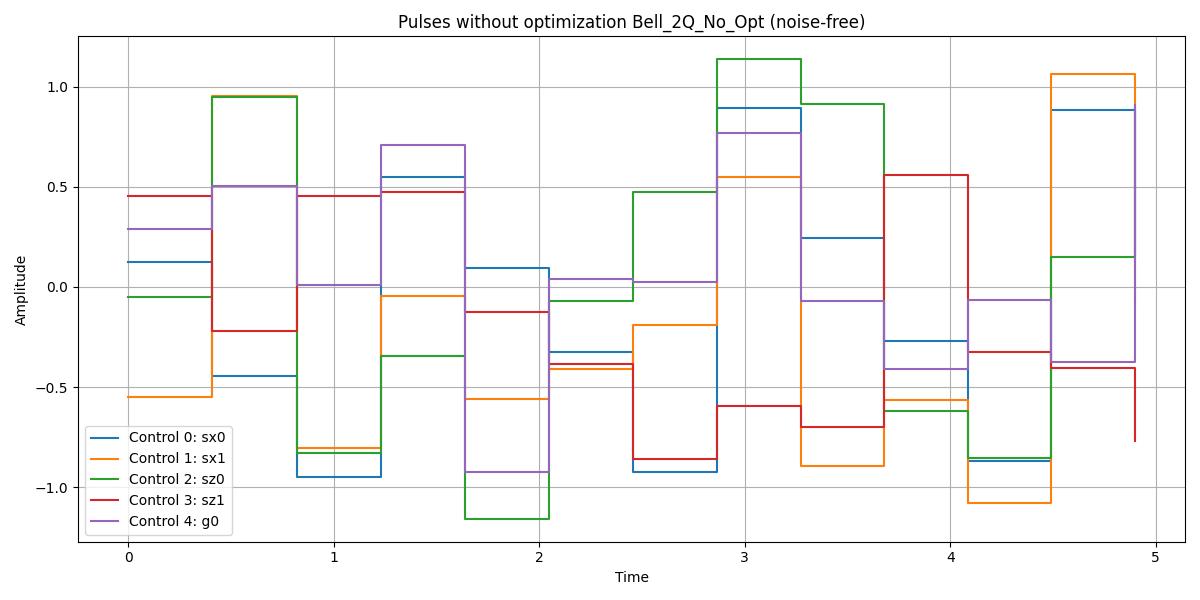 Pulses without optimization Bell_2Q_No_Opt (noise-free)
Amplitude
1.0
0.5
0.0
−0.5
−1.0
Control 0: sx0
Control 1: sx1
Control 2: sz0
Control 3: sz1
Control 4: g0
0 1 2 3 4 5
Time